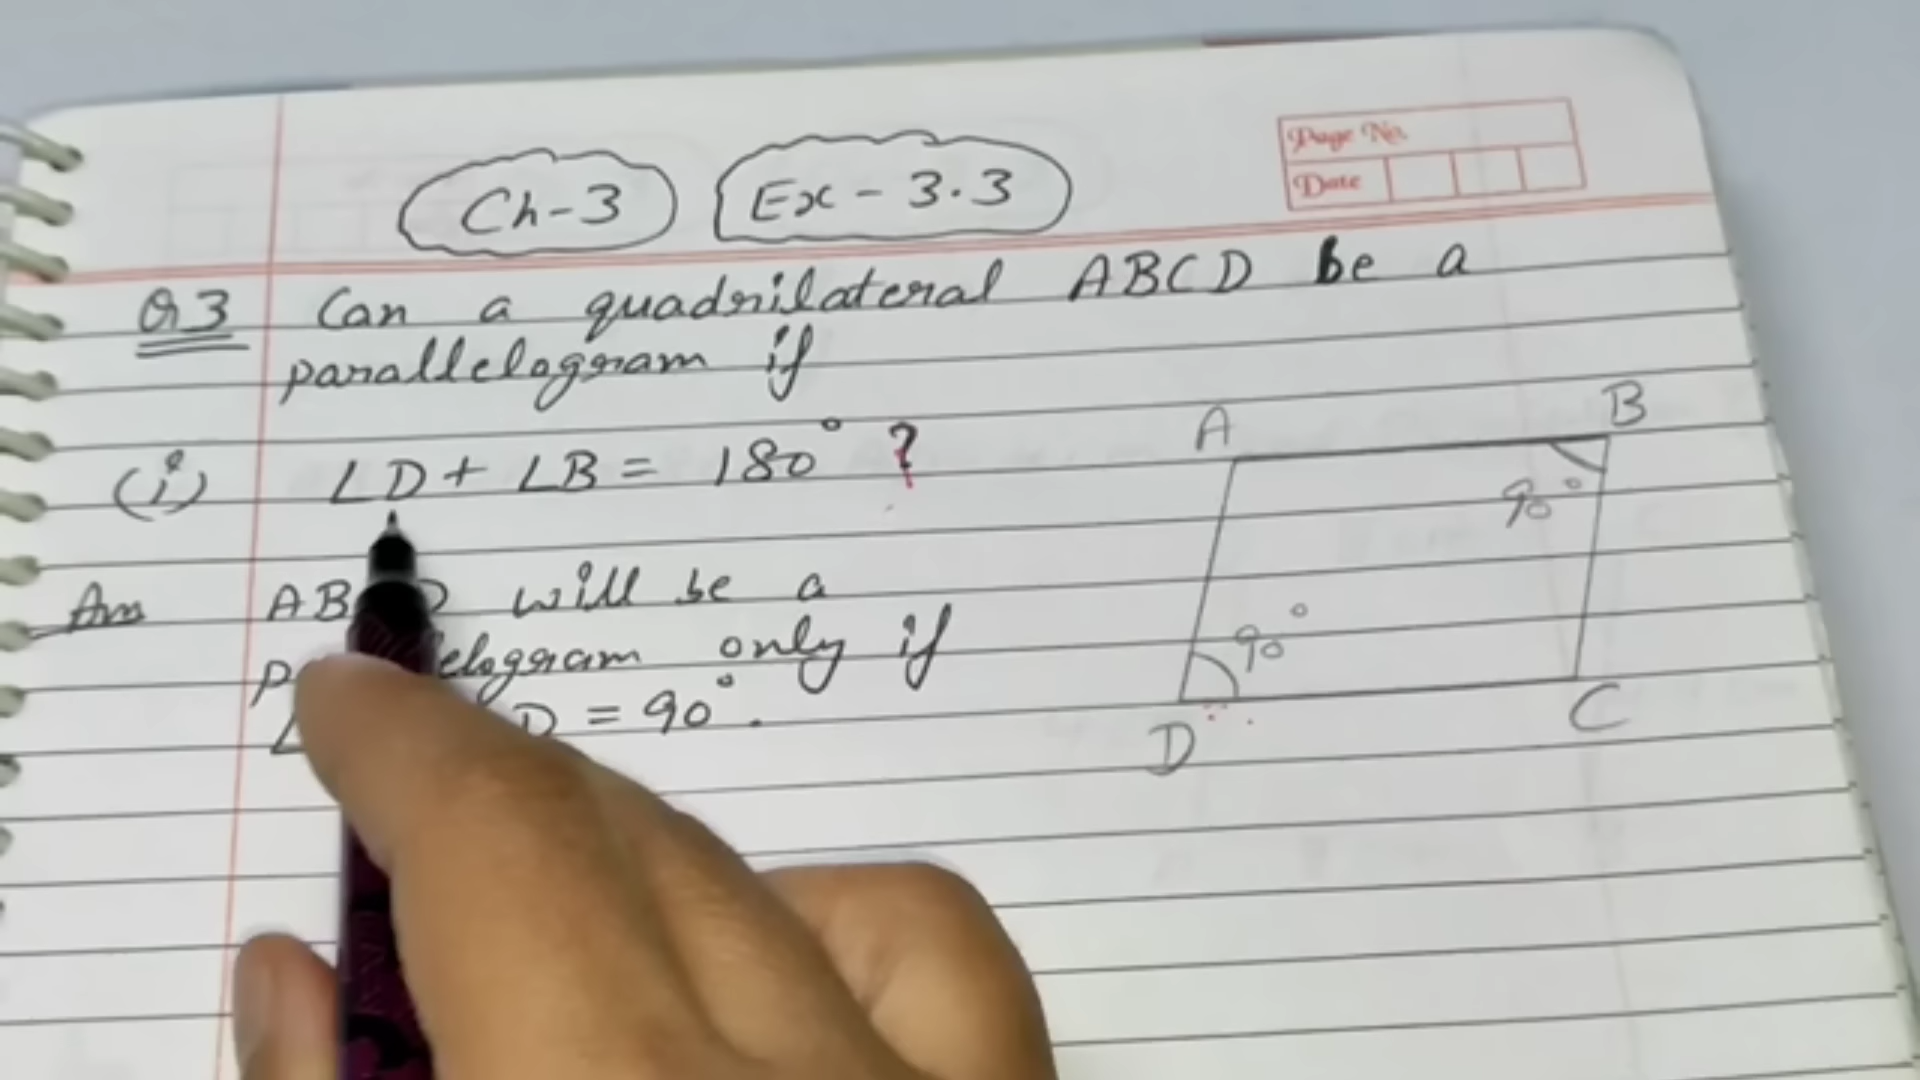 Page No.
Date
Ch-3 Ex - 3.3
Q3 Can a quadrilateral ABCD be a
parallelogram if
(i) ∠D + ∠B = 180° ?
A
B
90°
90°
D
C
Ans will be a
only if
D = 90°.